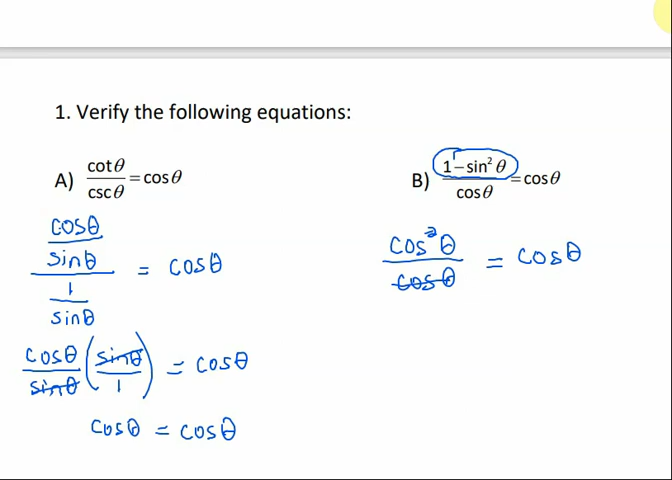 1. Verify the following equations:
A) cotθ/cscθ = cosθ
cosθ/sinθ / 1/sinθ = cosθ
cosθ/sinθ (sinθ/1) = cosθ
cosθ = cosθ
B) 1−sin²θ/cosθ = cosθ
cos²θ/cosθ = cosθ